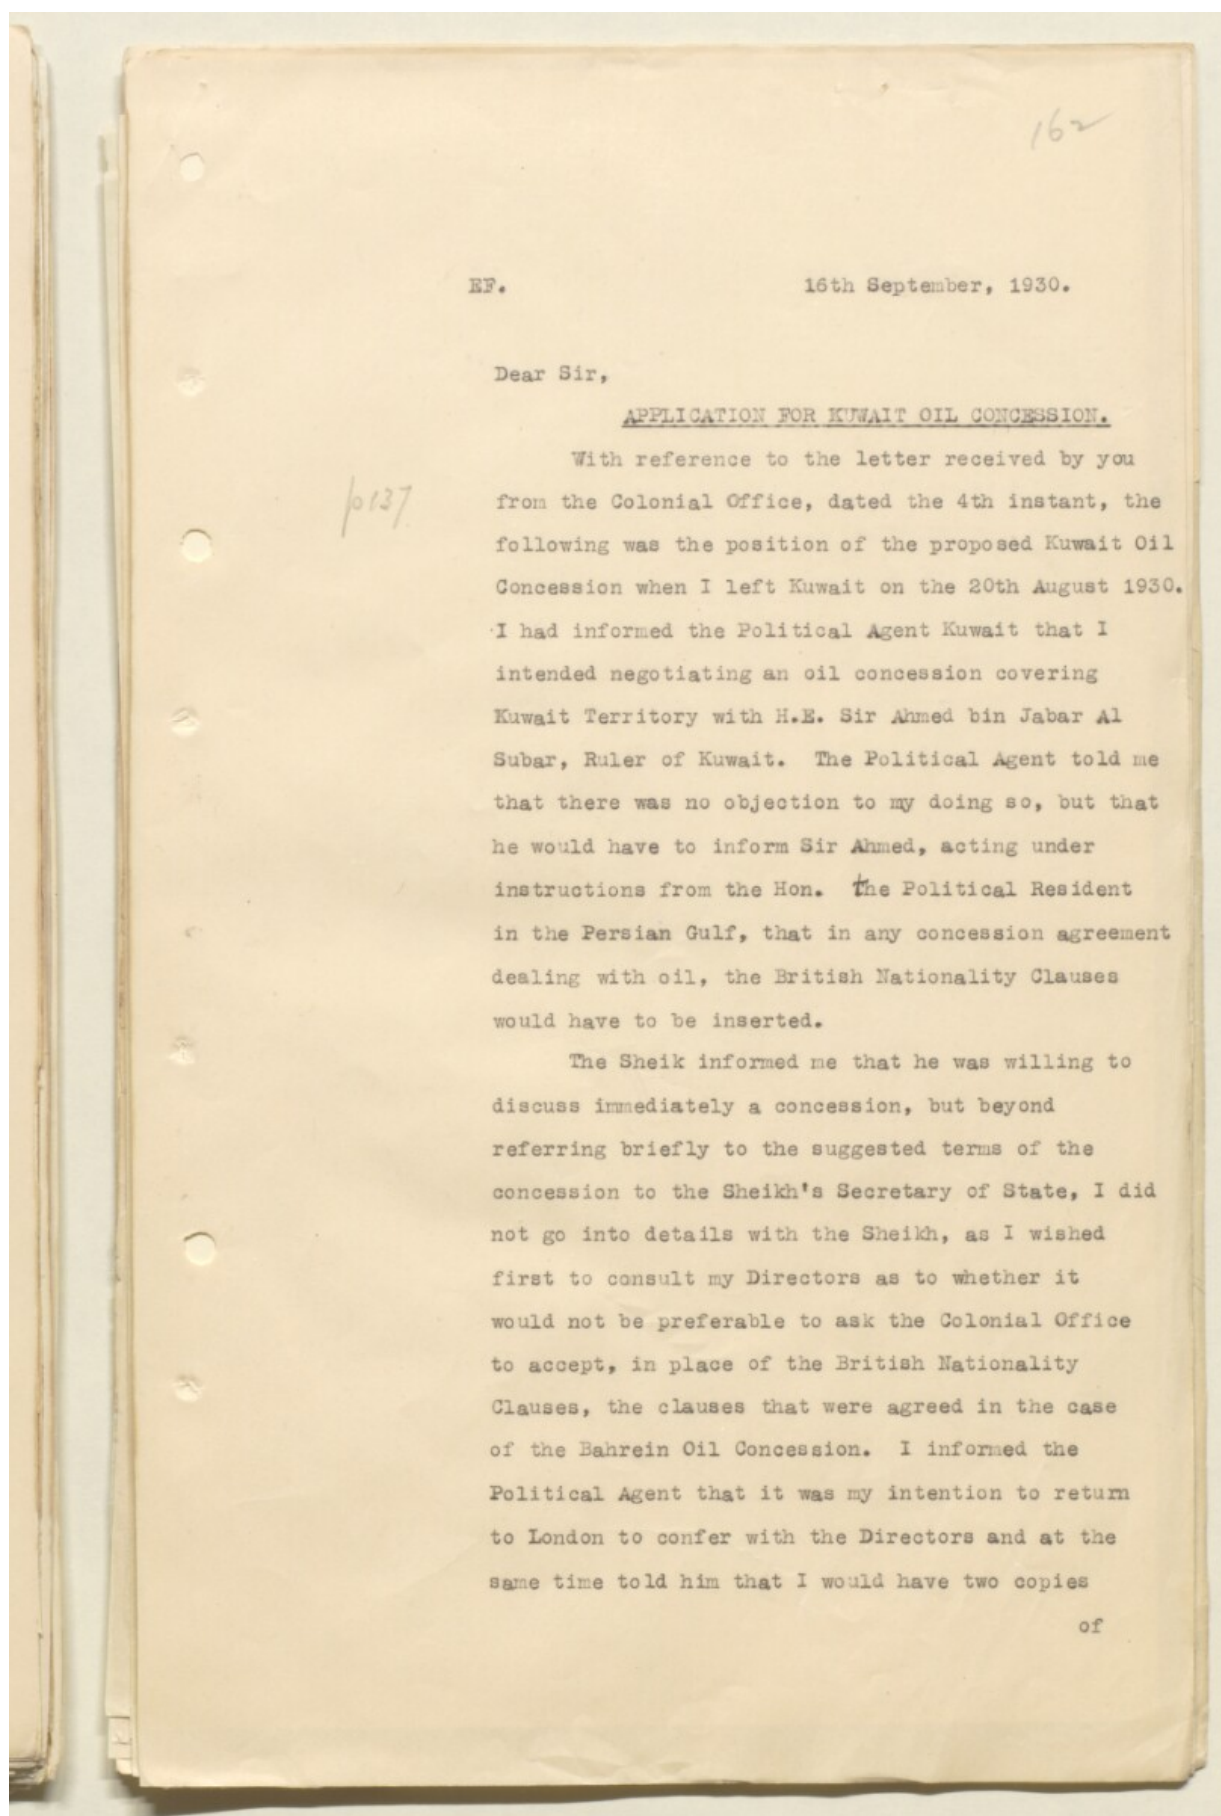 162
EF. 16th September, 1930.
Dear Sir,
APPLICATION FOR KUWAIT OIL CONCESSION.
With reference to the letter received by you
p137
from the Colonial Office, dated the 4th instant, the
following was the position of the proposed Kuwait Oil
Concession when I left Kuwait on the 20th August 1930.
I had informed the Political Agent Kuwait that I
intended negotiating an oil concession covering
Kuwait Territory with H.E. Sir Ahmed bin Jabar Al
Subar, Ruler of Kuwait. The Political Agent told me
that there was no objection to my doing so, but that
he would have to inform Sir Ahmed, acting under
instructions from the Hon. the Political Resident
in the Persian Gulf, that in any concession agreement
dealing with oil, the British Nationality Clauses
would have to be inserted.
The Sheik informed me that he was willing to
discuss immediately a concession, but beyond
referring briefly to the suggested terms of the
concession to the Sheikh's Secretary of State, I did
not go into details with the Sheikh, as I wished
first to consult my Directors as to whether it
would not be preferable to ask the Colonial Office
to accept, in place of the British Nationality
Clauses, the clauses that were agreed in the case
of the Bahrein Oil Concession. I informed the
Political Agent that it was my intention to return
to London to confer with the Directors and at the
same time told him that I would have two copies
of